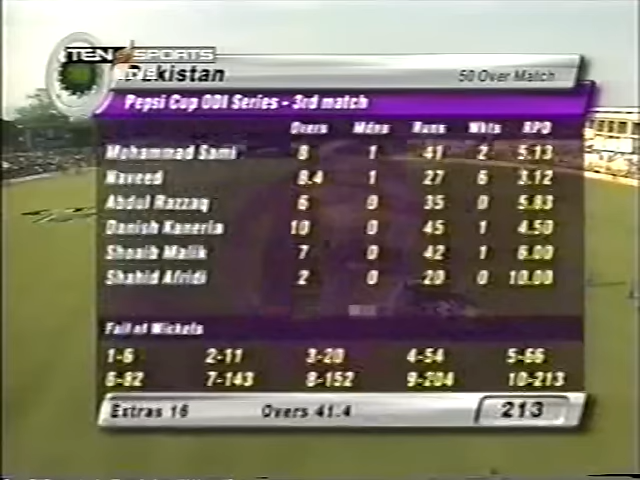 TEN SPORTS
Pakistan
50 Over Match
Pepsi Cup ODI Series - 3rd match
Overs Mdns Runs Wkts RPO
Mohammad Sami 8 1 41 2 5.13
Naveed 8.4 1 27 6 3.12
Abdul Razzaq 6 0 35 0 5.83
Danish Kaneria 10 0 45 1 4.50
Shoaib Malik 7 0 42 1 6.00
Shahid Afridi 2 0 20 0 10.00
Fall of Wickets
1-6 2-11 3-20 4-54 5-66
6-82 7-143 8-152 9-204 10-213
Extras 16 Overs 41.4 213